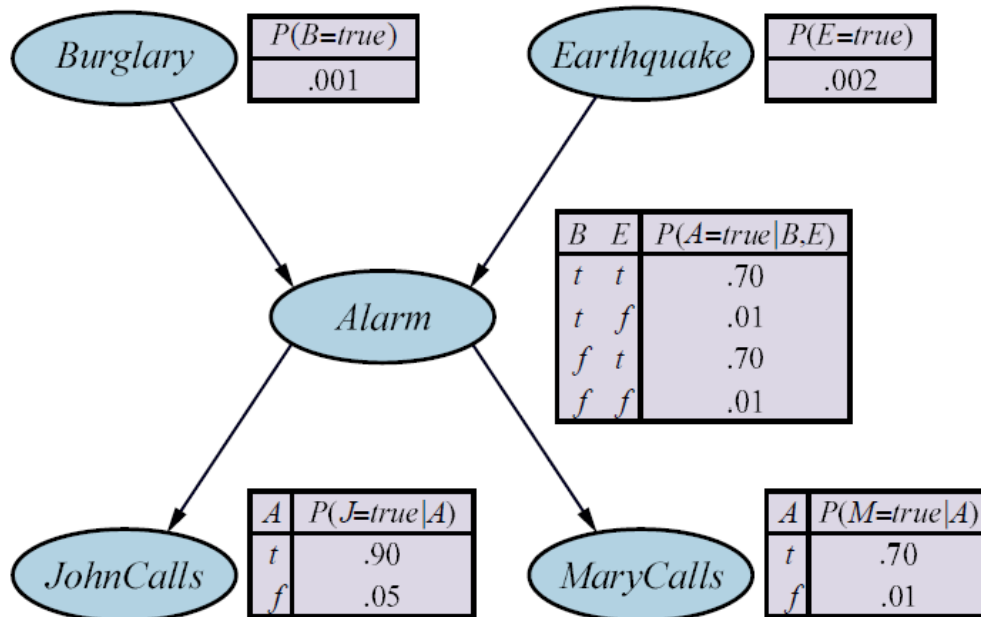 Burglary
P(B=true)
.001
Earthquake
P(E=true)
.002
B E P(A=true|B,E)
t t .70
t f .01
f t .70
f f .01
Alarm
JohnCalls
A P(J=true|A)
t .90
f .05
MaryCalls
A P(M=true|A)
t .70
f .01